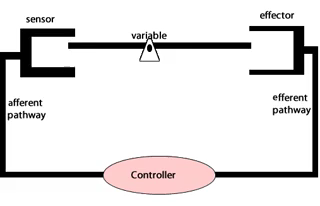 sensor
variable
effector
afferent
pathway
efferent
pathway
Controller